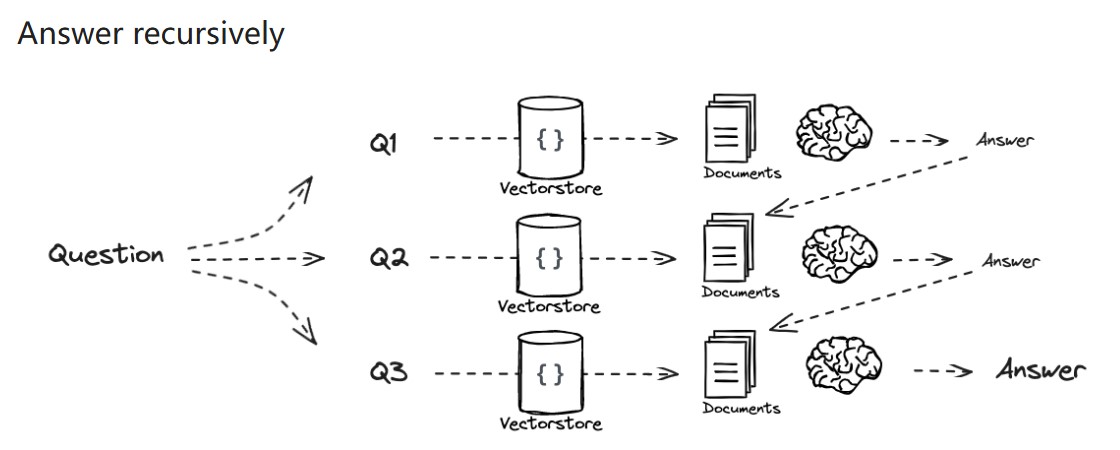 Answer recursively
Q1
{ }
Vectorstore
Documents
Answer
Question
Q2
{ }
Vectorstore
Documents
Answer
Q3
{ }
Vectorstore
Documents
Answer